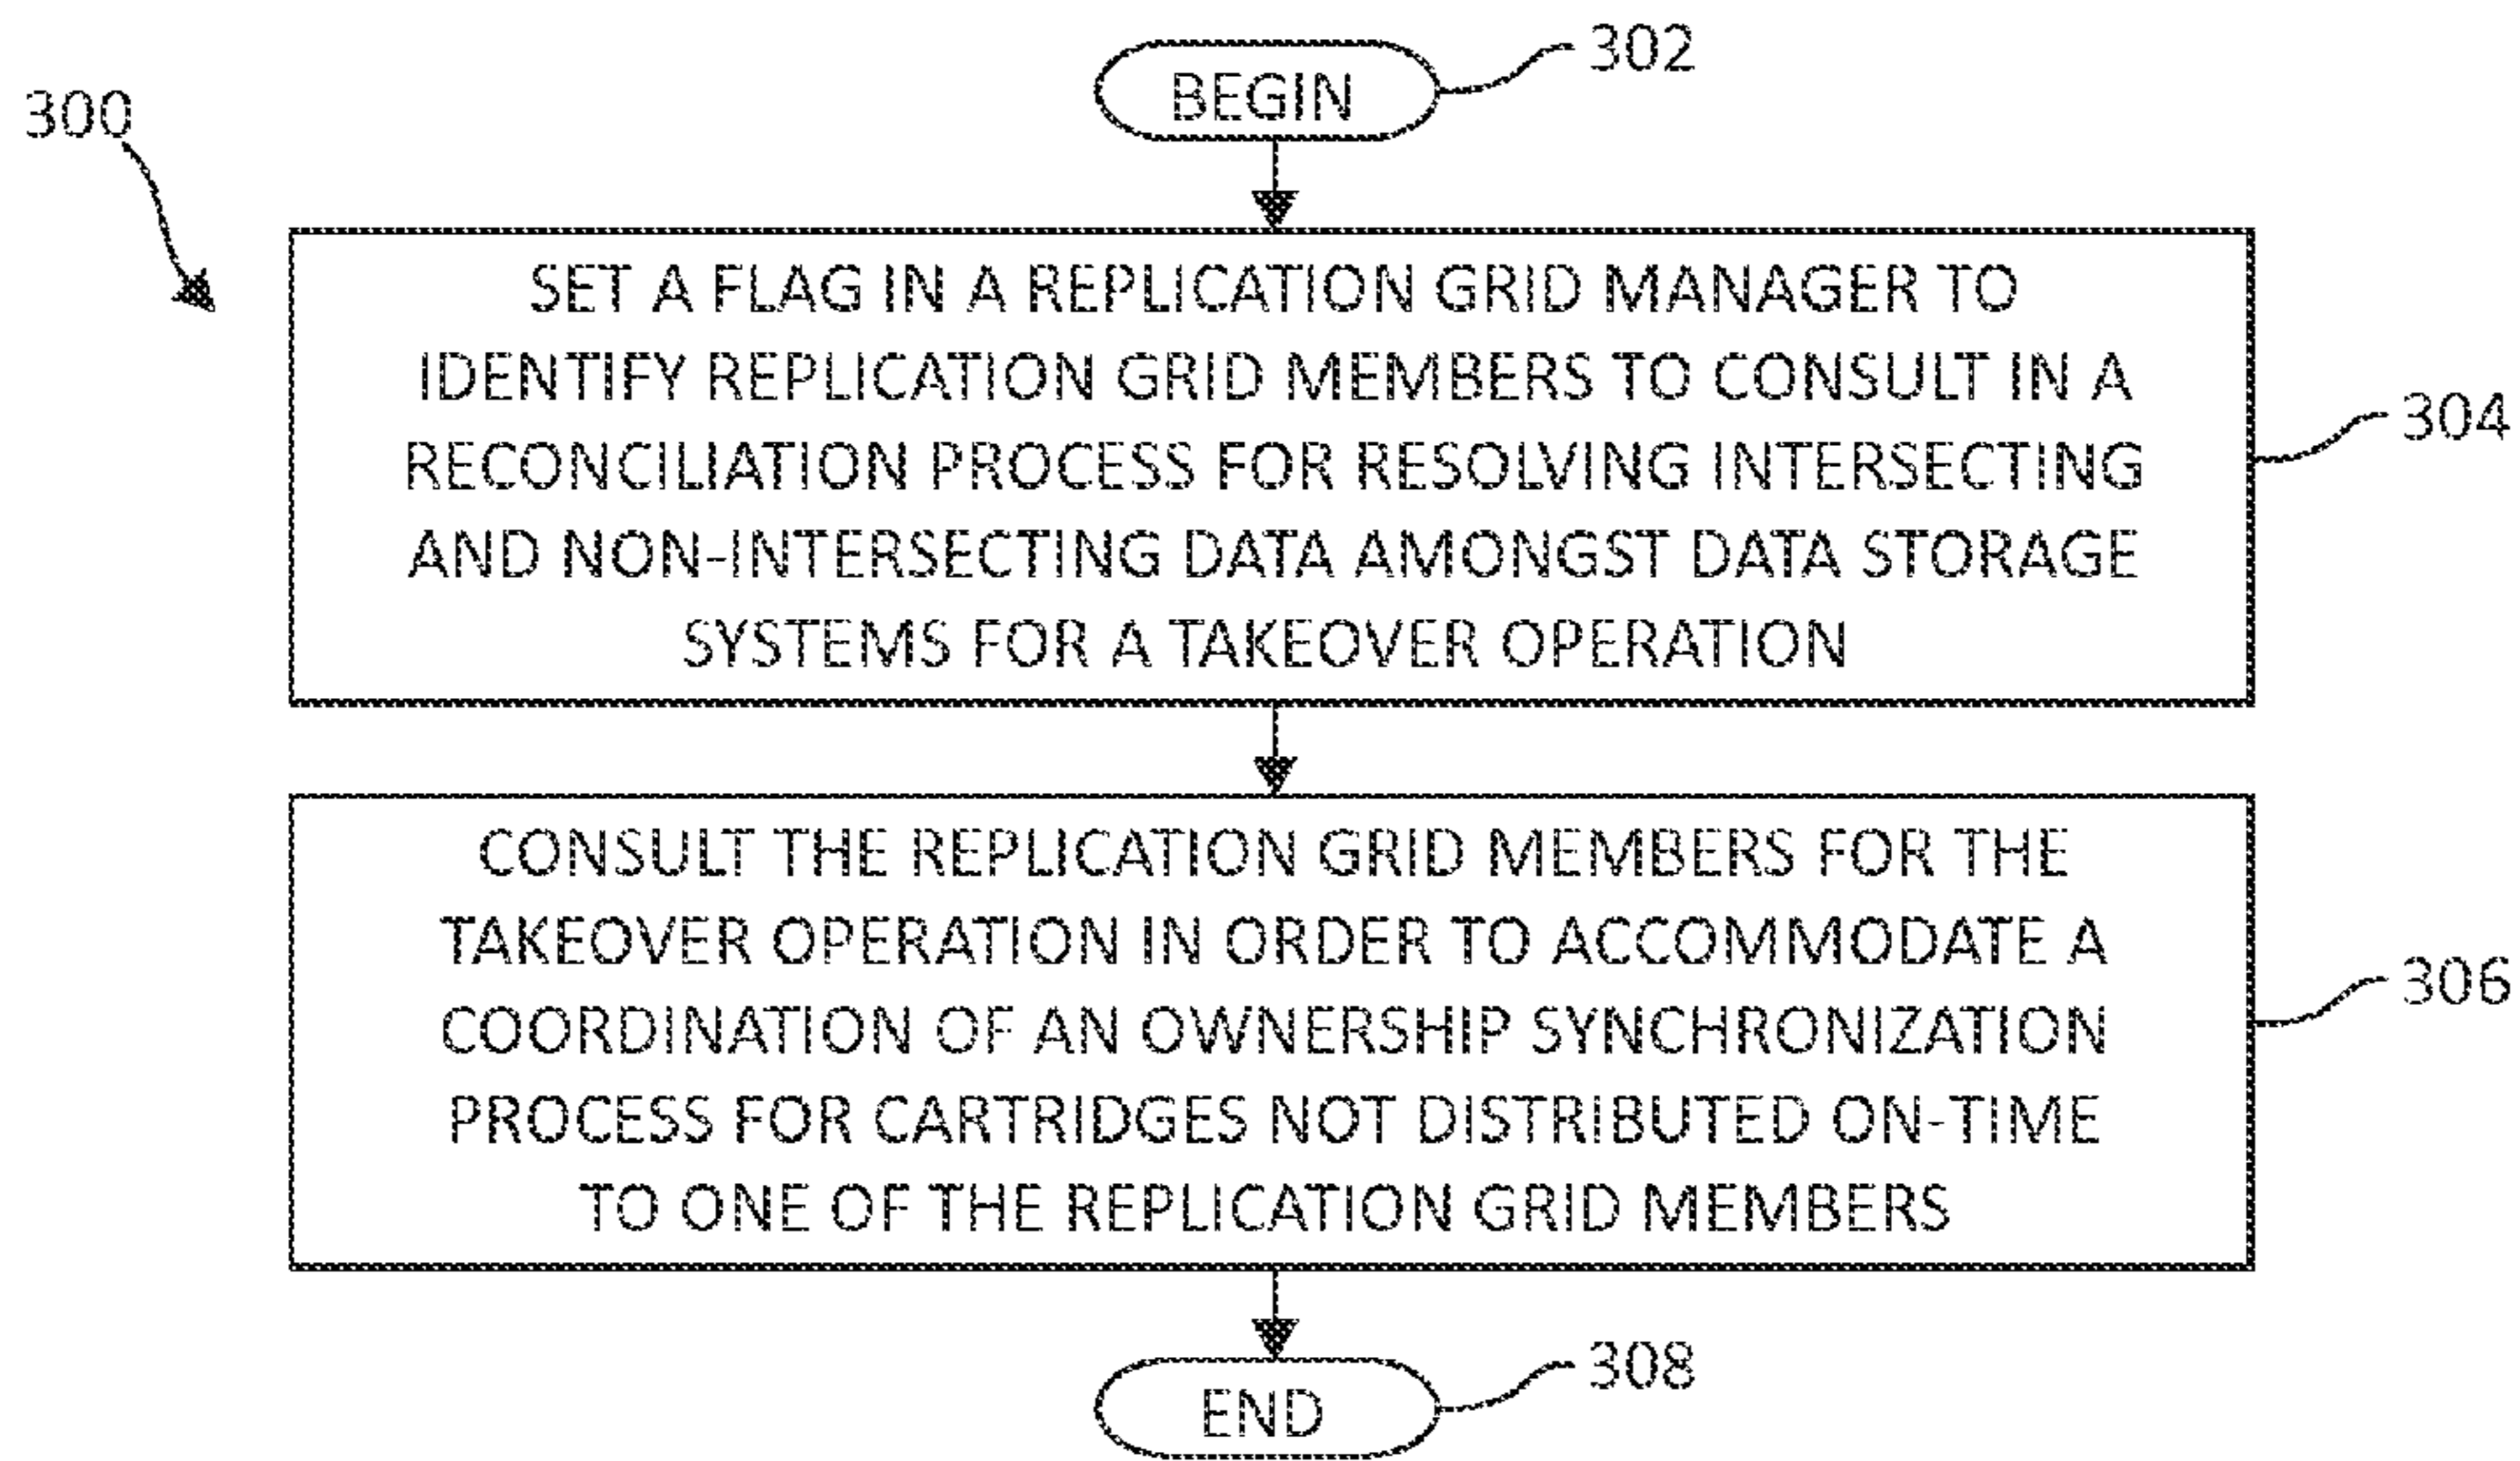 300
BEGIN
302
SET A FLAG IN A REPLICATION GRID MANAGER TO
IDENTIFY REPLICATION GRID MEMBERS TO CONSULT IN A
RECONCILIATION PROCESS FOR RESOLVING INTERSECTING
AND NON-INTERSECTING DATA AMONGST DATA STORAGE
SYSTEMS FOR A TAKEOVER OPERATION
304
CONSULT THE REPLICATION GRID MEMBERS FOR THE
TAKEOVER OPERATION IN ORDER TO ACCOMMODATE A
COORDINATION OF AN OWNERSHIP SYNCHRONIZATION
PROCESS FOR CARTRIDGES NOT DISTRIBUTED ON-TIME
TO ONE OF THE REPLICATION GRID MEMBERS
306
END
308